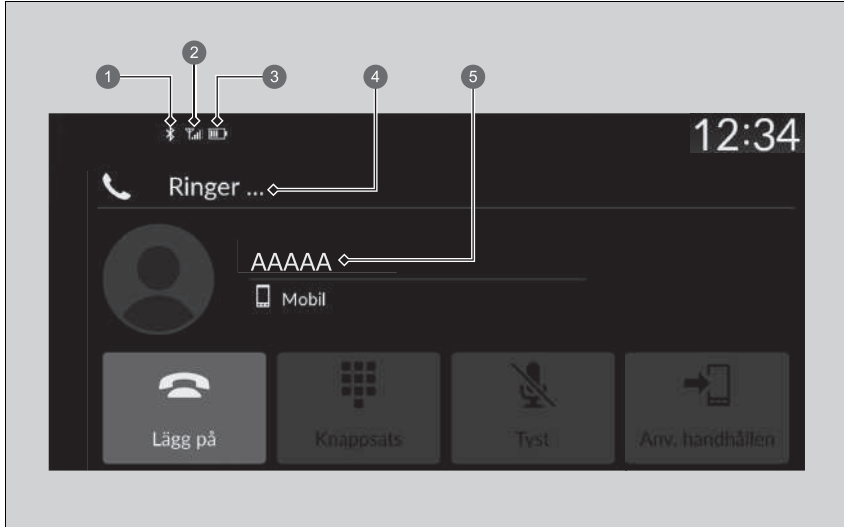 2
1
3
4
5
12:34
Ringer ...
AAAAA
Mobil
Lägg på
Knappsats
Tyst
Anv. handhållen